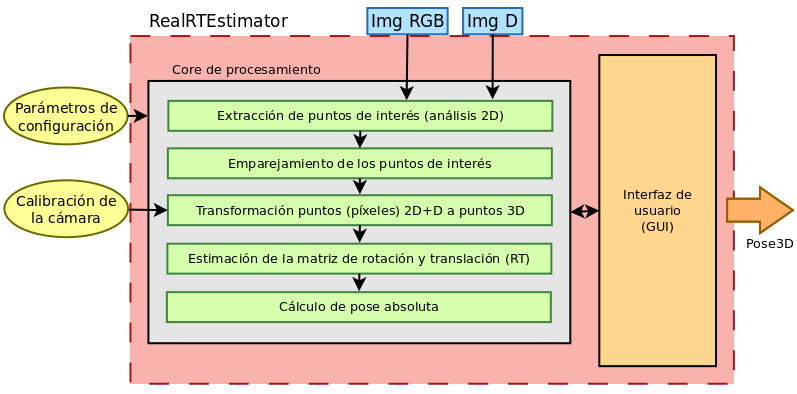 RealRTEstimator
Img RGB
Img D
Core de procesamiento
Parámetros de
configuración
Extracción de puntos de interés (análisis 2D)
Emparejamiento de los puntos de interés
Calibración de
la cámara
Transformación puntos (píxeles) 2D+D a puntos 3D
Estimación de la matriz de rotación y translación (RT)
Cálculo de pose absoluta
Interfaz de
usuario
(GUI)
Pose3D